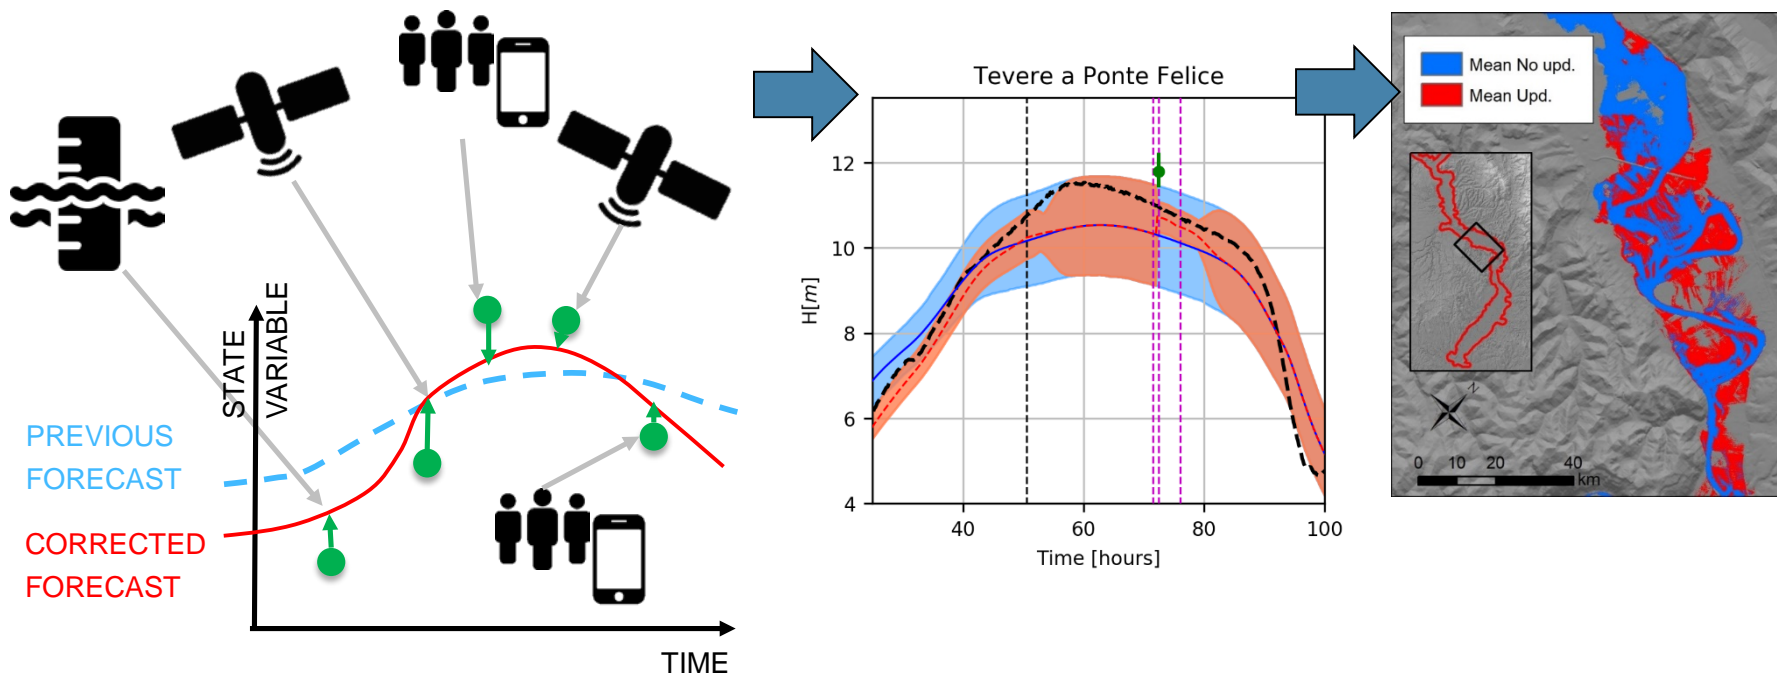 STATE
VARIABLE
PREVIOUS
FORECAST
CORRECTED
FORECAST
TIME
Tevere a Ponte Felice
H[m]
12
10
8
6
4
40
60
80
100
Time [hours]
Mean No upd.
Mean Upd.
N
0 10 20 40
km